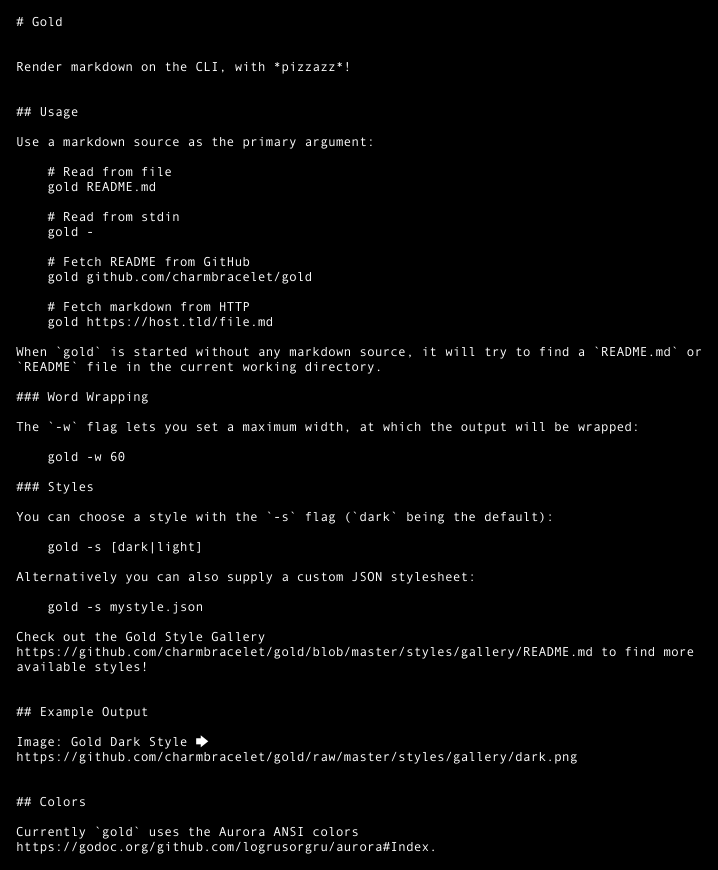 # Gold
Render markdown on the CLI, with *pizzazz*!
## Usage
Use a markdown source as the primary argument:
# Read from file
gold README.md
# Read from stdin
gold -
# Fetch README from GitHub
gold github.com/charmbracelet/gold
# Fetch markdown from HTTP
gold https://host.tld/file.md
When `gold` is started without any markdown source, it will try to find a `README.md` or
`README` file in the current working directory.
### Word Wrapping
The `-w` flag lets you set a maximum width, at which the output will be wrapped:
gold -w 60
### Styles
You can choose a style with the `-s` flag (`dark` being the default):
gold -s [dark|light]
Alternatively you can also supply a custom JSON stylesheet:
gold -s mystyle.json
Check out the Gold Style Gallery
https://github.com/charmbracelet/gold/blob/master/styles/gallery/README.md to find more
available styles!
## Example Output
Image: Gold Dark Style 🡆
https://github.com/charmbracelet/gold/raw/master/styles/gallery/dark.png
## Colors
Currently `gold` uses the Aurora ANSI colors
https://godoc.org/github.com/logrusorgru/aurora#Index.